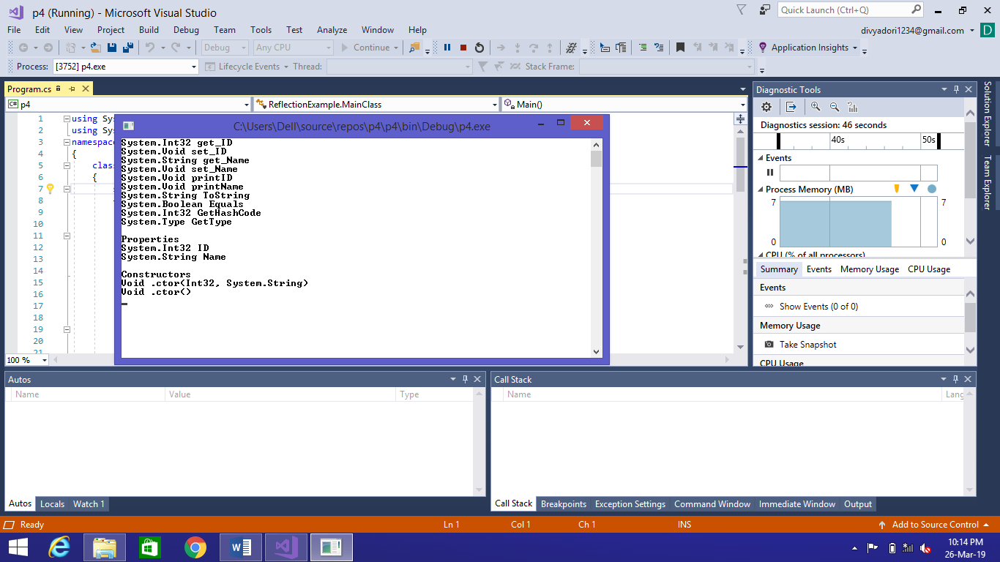 p4 (Running) - Microsoft Visual Studio
Quick Launch (Ctrl+Q)
File Edit View Project Build Debug Team Tools Test Analyze Window Help
divyadori1234@gmail.com D
Debug Any CPU Continue Application Insights
Process: [3752] p4.exe Lifecycle Events Thread: Stack Frame:
Program.cs
C# p4 ReflectionExample.MainClass Main()
1 using Sy
2 using Sy
3 namespace
4 {
5 clas
6 {
7
8
9
10
11
12
13
14
15
16
17
18
19
20
21
100 %
C:\Users\Dell\source\repos\p4\p4\bin\Debug\p4.exe
System.Int32 get_ID
System.Void set_ID
System.String get_Name
System.Void set_Name
System.Void printID
System.Void printName
System.String ToString
System.Boolean Equals
System.Int32 GetHashCode
System.Type GetType
Properties
System.Int32 ID
System.String Name
Constructors
Void .ctor(Int32, System.String)
Void .ctor()
Diagnostic Tools
Diagnostics session: 46 seconds
40s 50s
Events
Process Memory (MB)
7 7
0 0
CPU (% of all processors)
Summary Events Memory Usage CPU Usage
Events
Show Events (0 of 0)
Memory Usage
Take Snapshot
CPU Usage
Solution Explorer
Team Explorer
Autos
Name Value Type
Autos Locals Watch 1
Call Stack
Name Lang
Call Stack Breakpoints Exception Settings Command Window Immediate Window Output
Ready Ln 1 Col 1 Ch 1 INS Add to Source Control
10:14 PM
26-Mar-19